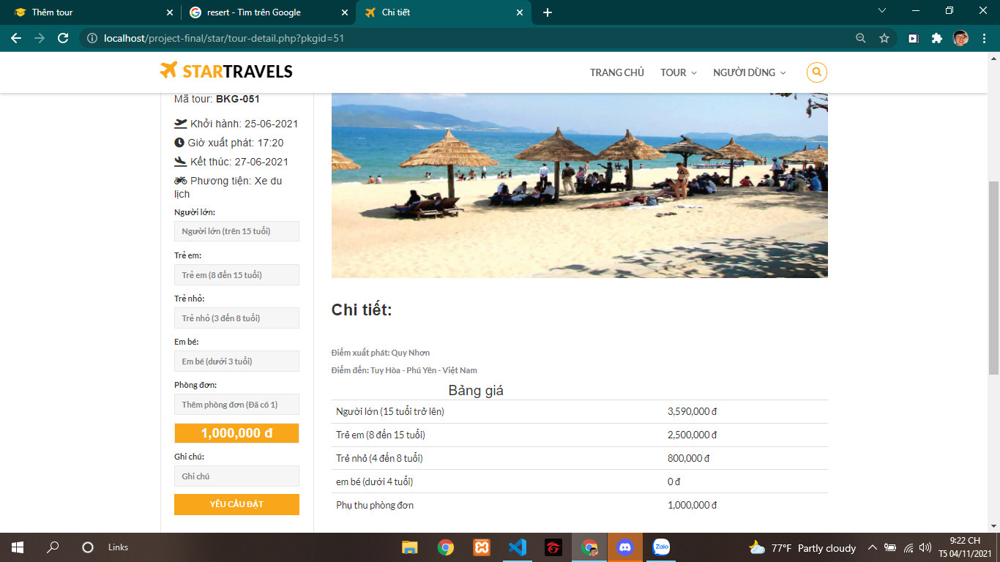 Thêm tour
resert - Tìm trên Google
Chi tiết
localhost/project-final/star/tour-detail.php?pkgid=51
STARTRAVELS
TRANG CHỦ
TOUR
NGƯỜI DÙNG
Mã tour: BKG-051
Khởi hành: 25-06-2021
Giờ xuất phát: 17:20
Kết thúc: 27-06-2021
Phương tiện: Xe du
lịch
Người lớn:
Người lớn (trên 15 tuổi)
Trẻ em:
Trẻ em (8 đến 15 tuổi)
Trẻ nhỏ:
Trẻ nhỏ (3 đến 8 tuổi)
Em bé:
Em bé (dưới 3 tuổi)
Phòng đơn:
Thêm phòng đơn (Đã có 1)
1,000,000 đ
Ghi chú:
Ghi chú
YÊU CẦU ĐẶT
Chi tiết:
Điểm xuất phát: Quy Nhơn
Điểm đến: Tuy Hòa - Phú Yên - Việt Nam
Bảng giá
Người lớn (15 tuổi trở lên) 3,590,000 đ
Trẻ em (8 đến 15 tuổi) 2,500,000 đ
Trẻ nhỏ (4 đến 8 tuổi) 800,000 đ
em bé (dưới 4 tuổi) 0 đ
Phụ thu phòng đơn 1,000,000 đ
Links
Zalo
77°F Partly cloudy
9:22 CH
T5 04/11/2021